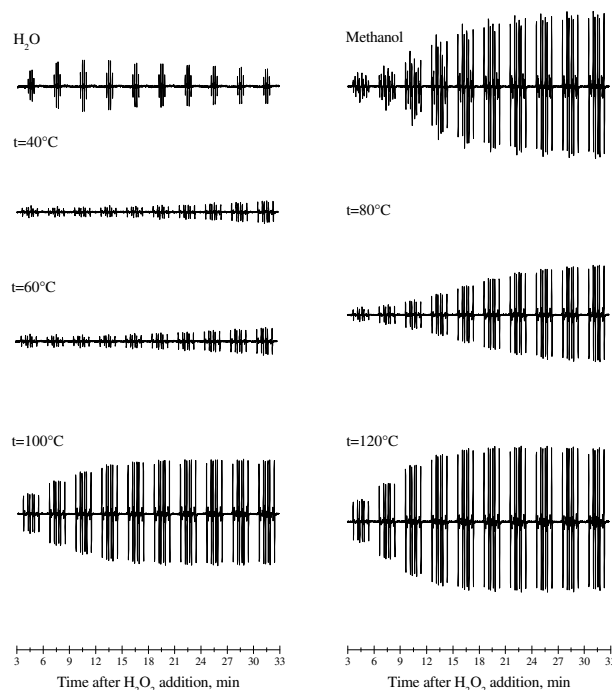 H₂O
Methanol
t=40°C
t=80°C
t=60°C
t=100°C
t=120°C
3 6 9 12 15 18 21 24 27 30 33
3 6 9 12 15 18 21 24 27 30 33
Time after H₂O₂ addition, min
Time after H₂O₂ addition, min